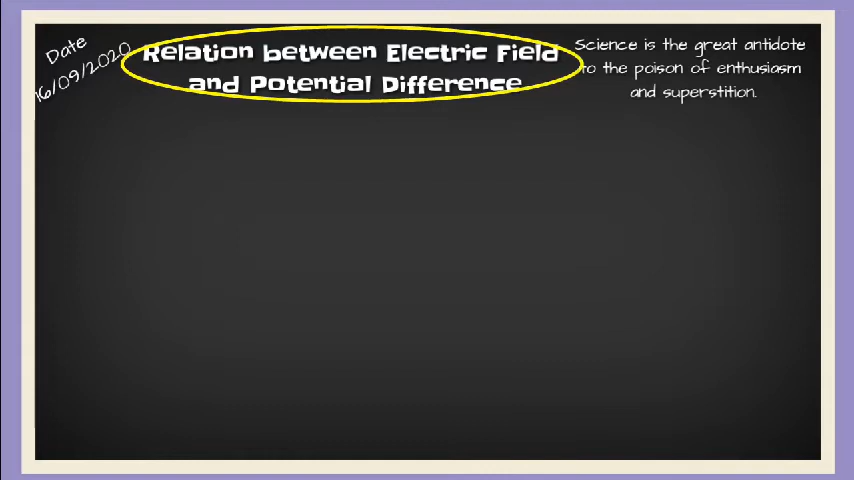 Date
16/09/2020
Relation between Electric Field
and Potential Difference
Science is the great antidote
to the poison of enthusiasm
and superstition.